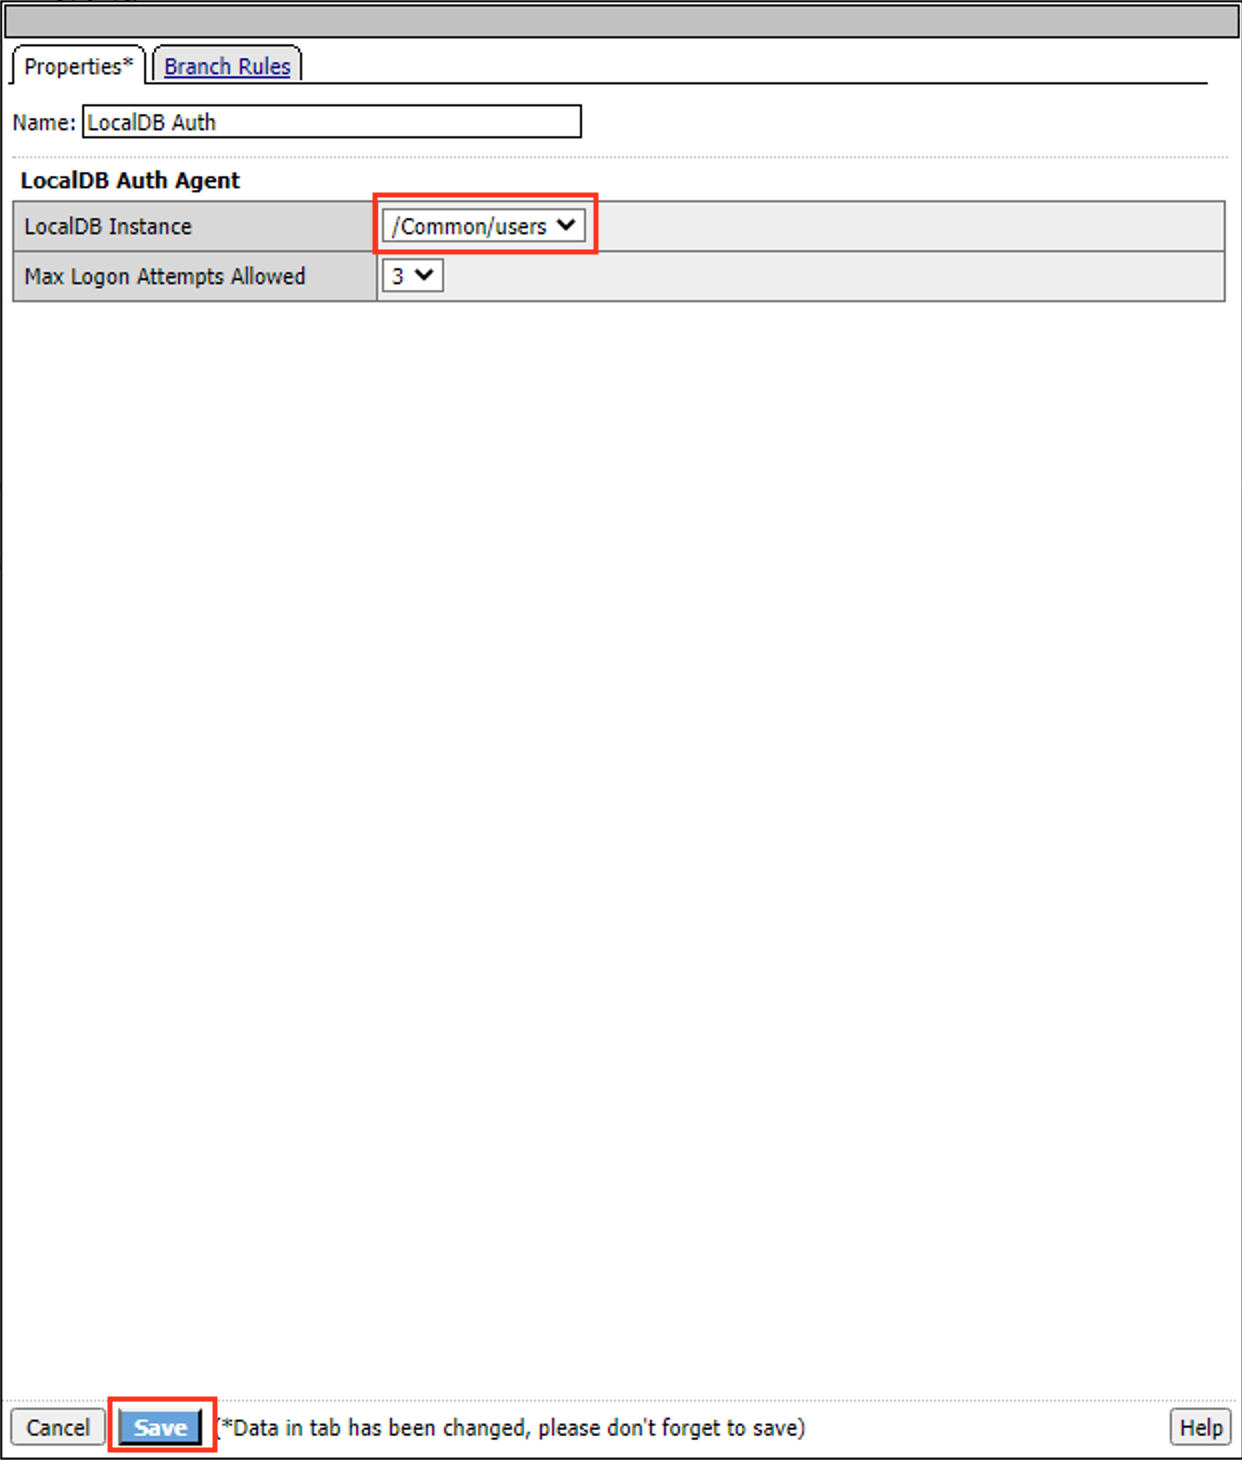 Properties* Branch Rules
Name: LocalDB Auth
LocalDB Auth Agent
LocalDB Instance /Common/users
Max Logon Attempts Allowed 3
Cancel Save (*Data in tab has been changed, please don't forget to save) Help